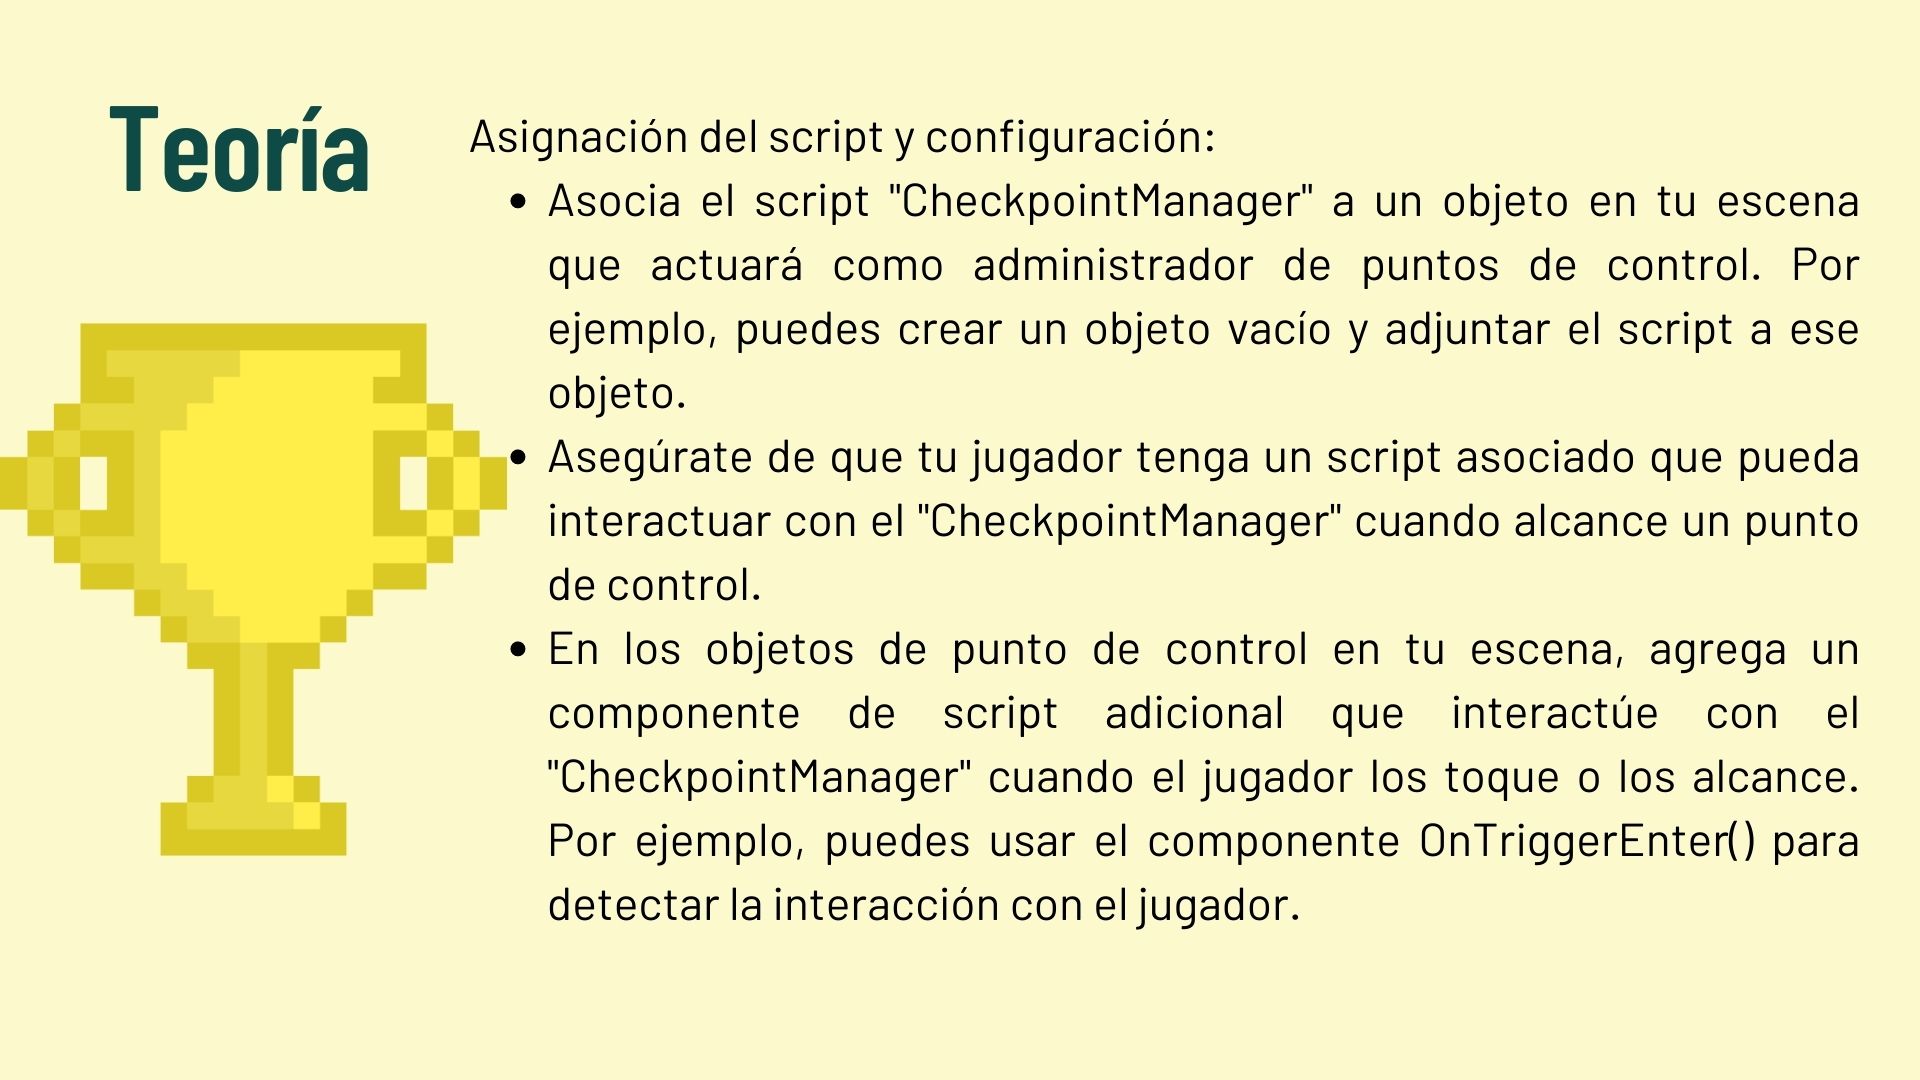 Teoría
Asignación del script y configuración:
• Asocia el script "CheckpointManager" a un objeto en tu escena
que actuará como administrador de puntos de control. Por
ejemplo, puedes crear un objeto vacío y adjuntar el script a ese
objeto.
• Asegúrate de que tu jugador tenga un script asociado que pueda
interactuar con el "CheckpointManager" cuando alcance un punto
de control.
• En los objetos de punto de control en tu escena, agrega un
componente de script adicional que interactúe con el
"CheckpointManager" cuando el jugador los toque o los alcance.
Por ejemplo, puedes usar el componente OnTriggerEnter() para
detectar la interacción con el jugador.